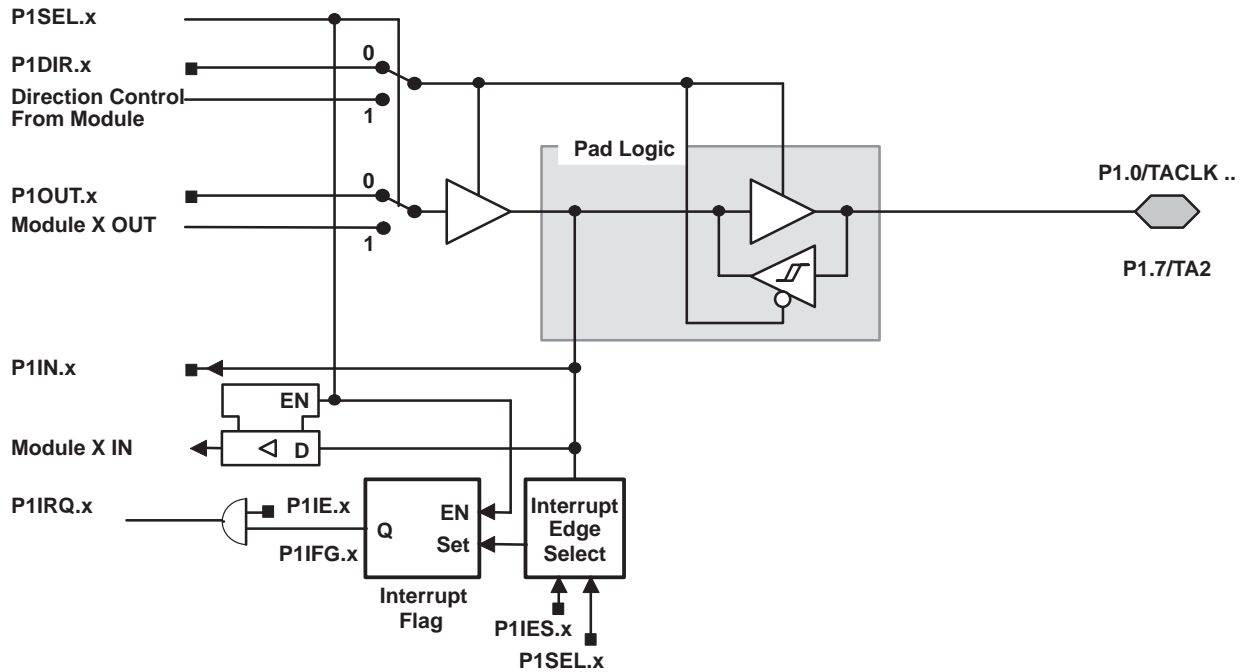 P1SEL.x
P1DIR.x
0
Direction Control
From Module
1
Pad Logic
P1OUT.x
0
Module X OUT
1
P1.0/TACLK ..
P1.7/TA2
P1IN.x
EN
Module X IN
D
P1IRQ.x
P1IE.x
P1IFG.x
Q
EN
Set
Interrupt
Flag
Interrupt
Edge
Select
P1IES.x
P1SEL.x